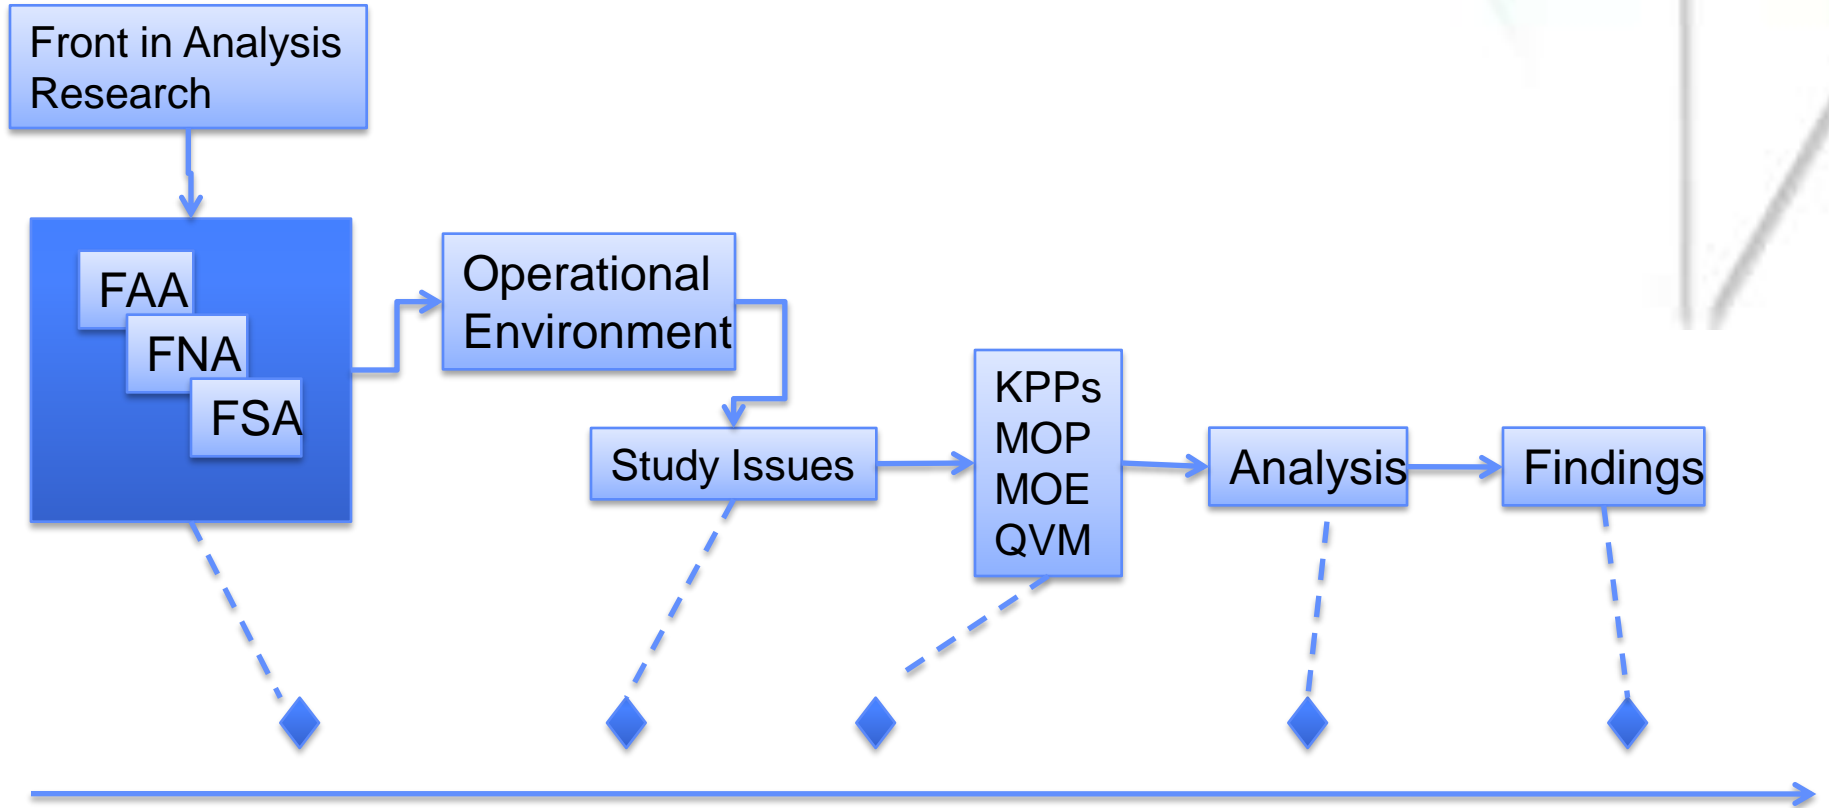 Front in Analysis
Research
FAA
FNA
FSA
Operational
Environment
Study Issues
KPPs
MOP
MOE
QVM
Analysis
Findings